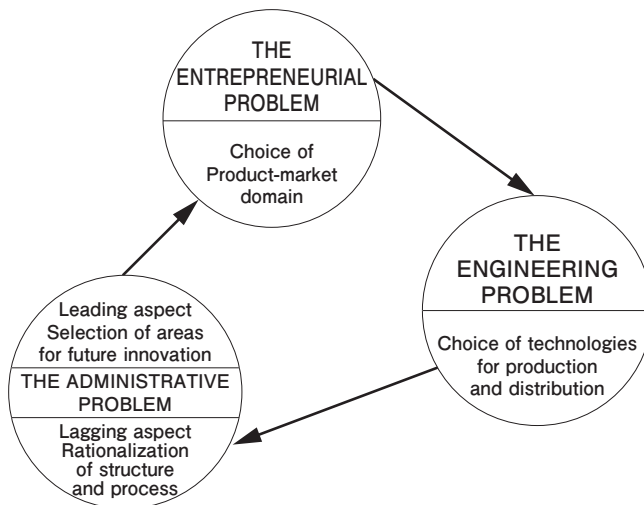 THE
ENTREPRENEURIAL
PROBLEM
Choice of
Product-market
domain
THE
ENGINEERING
PROBLEM
Choice of technologies
for production
and distribution
Leading aspect
Selection of areas
for future innovation
THE ADMINISTRATIVE
PROBLEM
Lagging aspect
Rationalization
of structure
and process